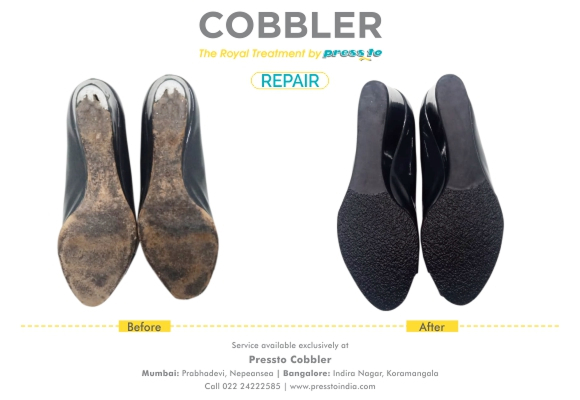 COBBLER
The Royal Treatment by pressto
REPAIR
Before
After
Service available exclusively at
Pressto Cobbler
Mumbai: Prabhadevi, Nepeansea | Bangalore: Indira Nagar, Koramangala
Call 022 24222585 | www.presstoindia.com